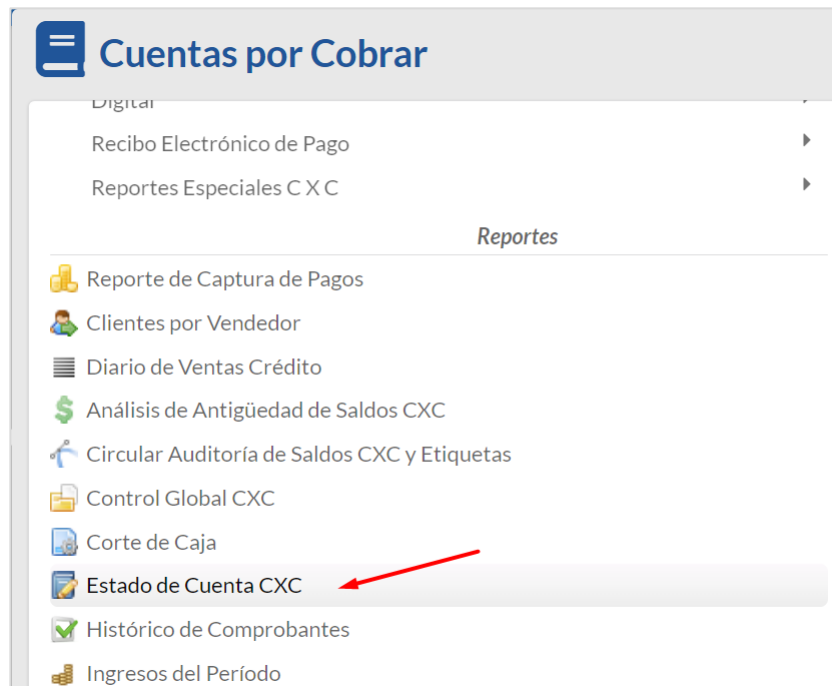 Cuentas por Cobrar
Digital
Recibo Electrónico de Pago
Reportes Especiales C X C
Reportes
Reporte de Captura de Pagos
Clientes por Vendedor
Diario de Ventas Crédito
Análisis de Antigüedad de Saldos CXC
Circular Auditoría de Saldos CXC y Etiquetas
Control Global CXC
Corte de Caja
Estado de Cuenta CXC
Histórico de Comprobantes
Ingresos del Período